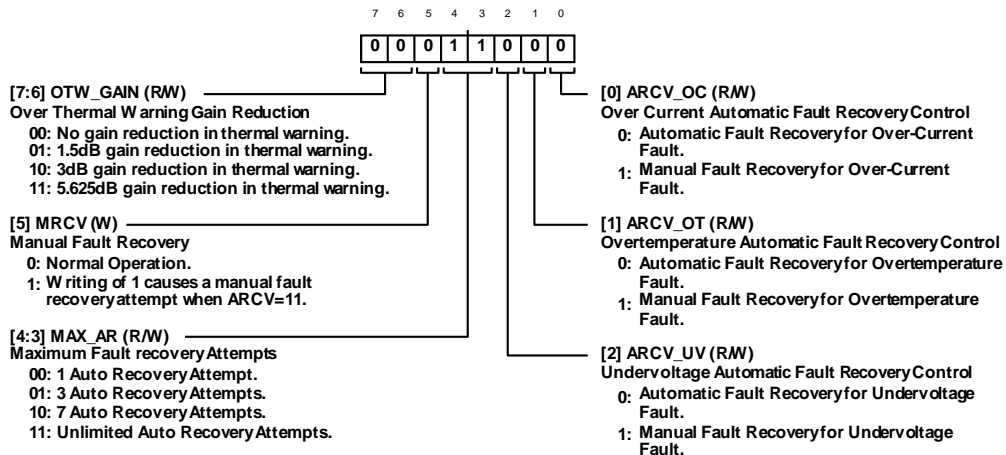 7 6 5 4 3 2 1 0
0 0 0 1 1 0 0 0
[7:6] OTW_GAIN (R/W)
Over Thermal Warning Gain Reduction
00: No gain reduction in thermal warning.
01: 1.5dB gain reduction in thermal warning.
10: 3dB gain reduction in thermal warning.
11: 5.625dB gain reduction in thermal warning.
[5] MRCV (W)
Manual Fault Recovery
0: Normal Operation.
1: Writing of 1 causes a manual fault
recovery attempt when ARCV=11.
[4:3] MAX_AR (R/W)
Maximum Fault recovery Attempts
00: 1 Auto Recovery Attempt.
01: 3 Auto Recovery Attempts.
10: 7 Auto Recovery Attempts.
11: Unlimited Auto Recovery Attempts.
[0] ARCV_OC (R/W)
Over Current Automatic Fault Recovery Control
0: Automatic Fault Recovery for Over-Current
Fault.
1: Manual Fault Recovery for Over-Current
Fault.
[1] ARCV_OT (R/W)
Overtemperature Automatic Fault Recovery Control
0: Automatic Fault Recovery for Overtemperature
Fault.
1: Manual Fault Recovery for Overtemperature
Fault.
[2] ARCV_UV (R/W)
Undervoltage Automatic Fault Recovery Control
0: Automatic Fault Recovery for Undervoltage
Fault.
1: Manual Fault Recovery for Undervoltage
Fault.